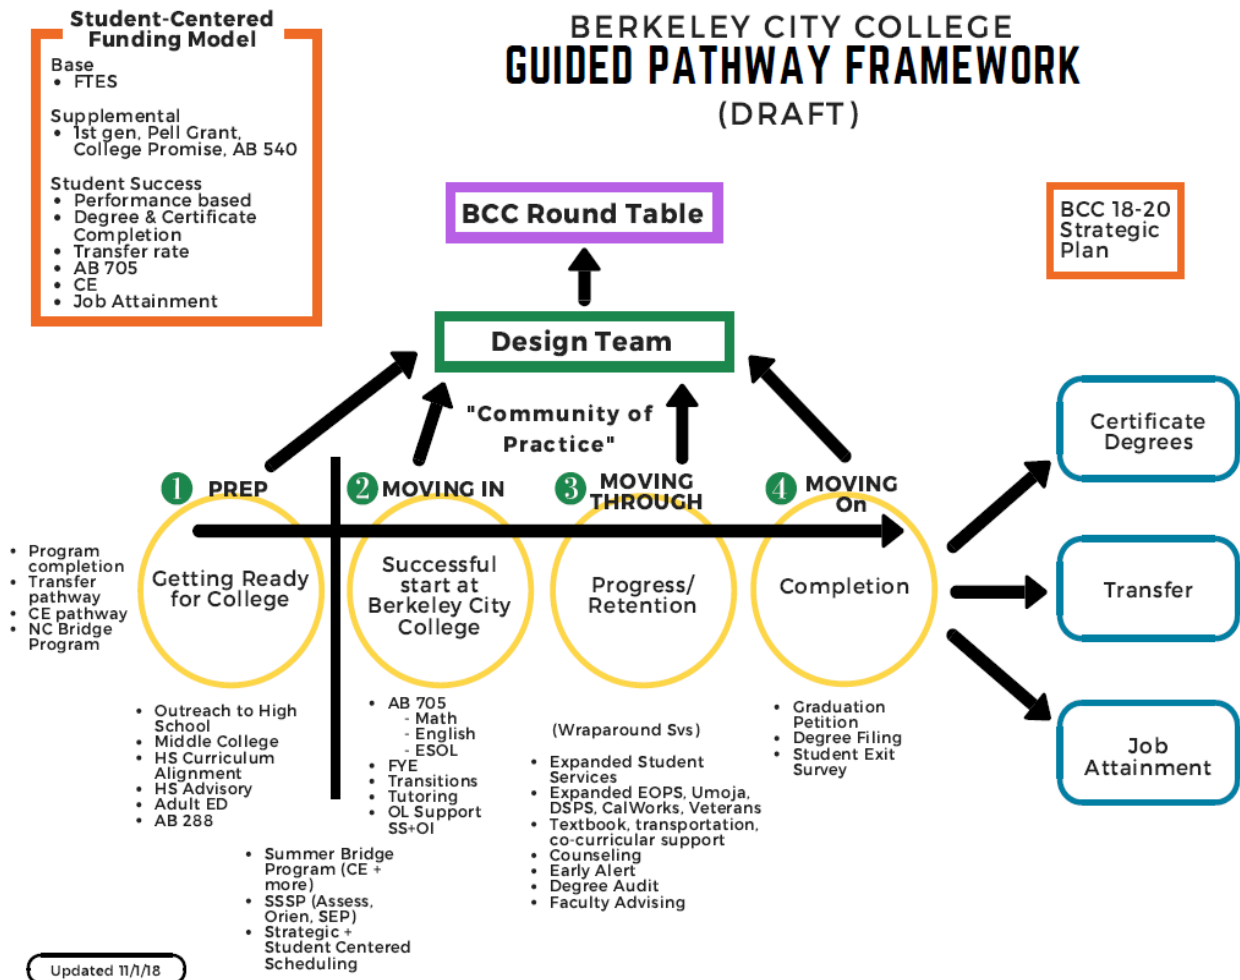 Student-Centered
Funding Model
Base
• FTES
Supplemental
• 1st gen, Pell Grant,
College Promise, AB 540
Student Success
• Performance based
• Degree & Certificate
Completion
• Transfer rate
• AB 705
• CE
• Job Attainment
BERKELEY CITY COLLEGE
GUIDED PATHWAY FRAMEWORK
(DRAFT)
BCC Round Table
BCC 18-20
Strategic
Plan
Design Team
"Community of
Practice"
1 PREP
2 MOVING IN
3 MOVING
THROUGH
4 MOVING
On
• Program
completion
• Transfer
pathway
• CE pathway
• NC Bridge
Program
Getting Ready
for College
Successful
start at
Berkeley City
College
Progress/
Retention
Completion
Certificate
Degrees
Transfer
Job
Attainment
• Outreach to High
School
• Middle College
• HS Curriculum
Alignment
• HS Advisory
• Adult ED
• AB 288
• AB 705
- Math
- English
- ESOL
• FYE
• Transitions
• Tutoring
• OL Support
SS+OI
• Summer Bridge
Program (CE +
more)
• SSSP (Assess,
Orien, SEP)
• Strategic +
Student Centered
Scheduling
(Wraparound Svs)
• Expanded Student
Services
• Expanded EOPS, Umoja,
DSPS, CalWorks, Veterans
• Textbook, transportation,
co-curricular support
• Counseling
• Early Alert
• Degree Audit
• Faculty Advising
• Graduation
Petition
• Degree Filing
• Student Exit
Survey
Updated 11/1/18